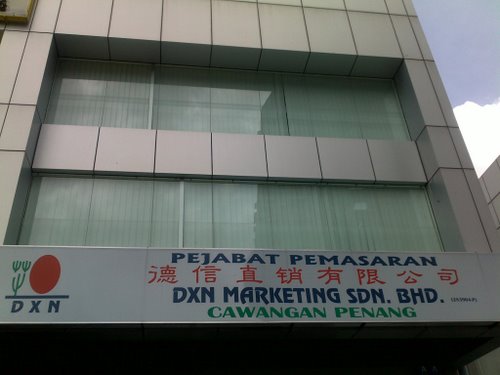 DXN
PEJABAT PEMASARAN
德信直销有限公司
DXN MARKETING SDN. BHD.
CAWANGAN PENANG